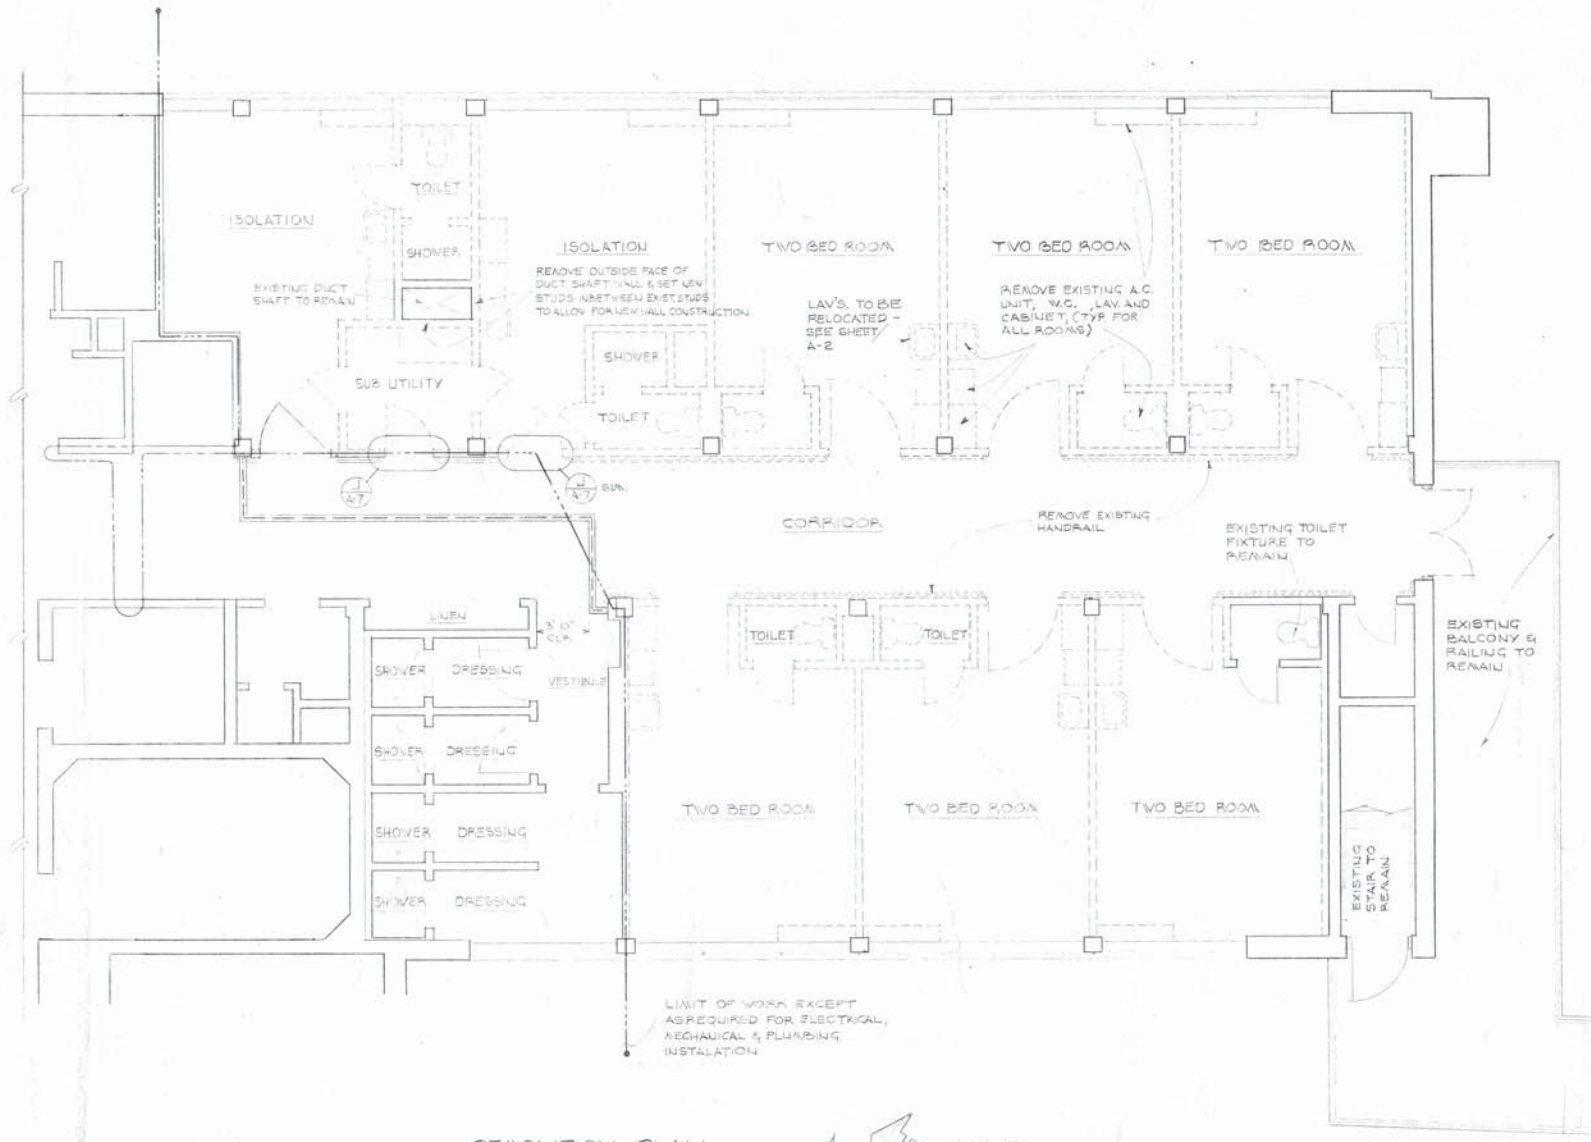 TOILET
ISOLATION
SHOWER
ISOLATION
TWO BED ROOM
TWO BED ROOM
TWO BED ROOM
EXISTING DUCT
SHAFT TO REMAIN
REMOVE OUTSIDE FACE OF
DUCT SHAFT WALL & SET NEW
STUDS INBETWEEN EXIST. STUDS
TO ALLOW FOR NEW WALL CONSTRUCTION
LAV'S. TO BE
RELOCATED -
SEE SHEET
A-2
REMOVE EXISTING A.C.
UNIT, W.C., LAV. AND
CABINET, (TYP FOR
ALL ROOMS)
SHOWER
SUB UTILITY
TOILET
J
A-7
J
A-7
SIM.
CORRIDOR
REMOVE EXISTING
HANDRAIL
EXISTING TOILET
FIXTURE TO
REMAIN
LINEN
3'0"
CLR.
TOILET
TOILET
EXISTING
BALCONY &
RAILING TO
REMAIN
SHOWER
DRESSING
VESTIBULE
SHOWER
DRESSING
TWO BED ROOM
TWO BED ROOM
TWO BED ROOM
SHOWER
DRESSING
EXISTING
STAIR TO
REMAIN
SHOWER
DRESSING
LIMIT OF WORK EXCEPT
AS REQUIRED FOR ELECTRICAL,
MECHANICAL & PLUMBING
INSTALATION